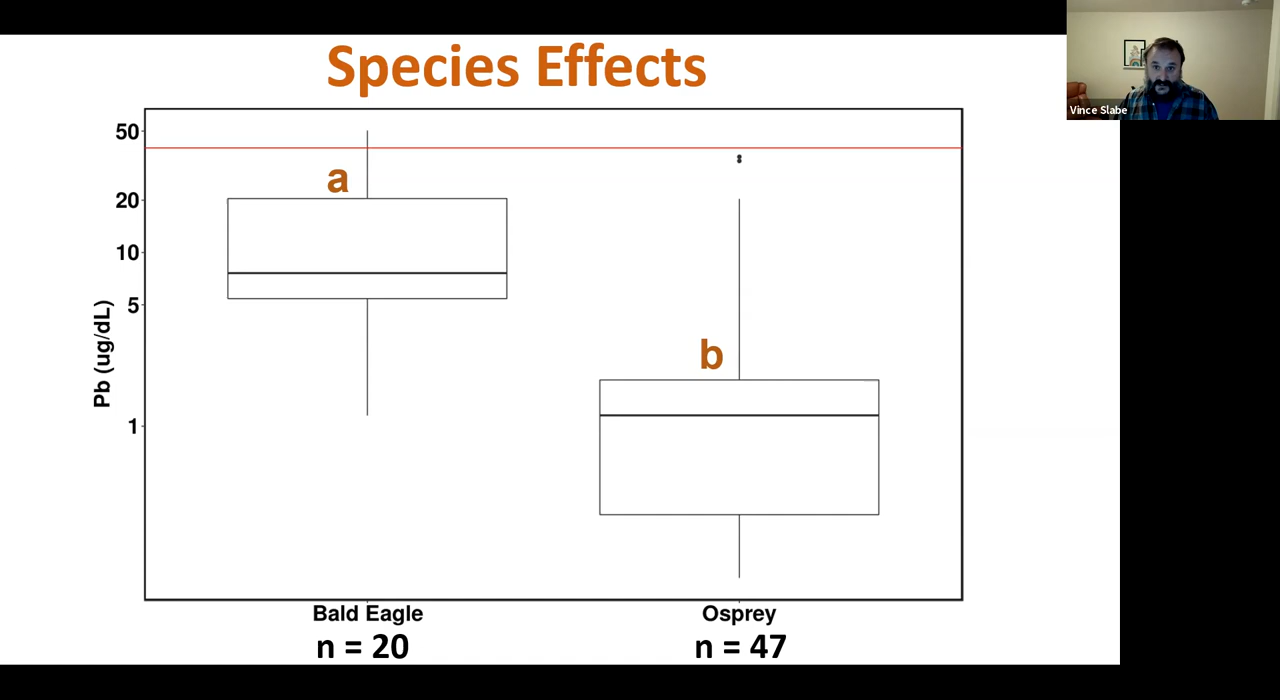 Species Effects
Vince Slabe
50
a
20
10
5
b
1
Pb (ug/dL)
Bald Eagle
Osprey
n = 20
n = 47